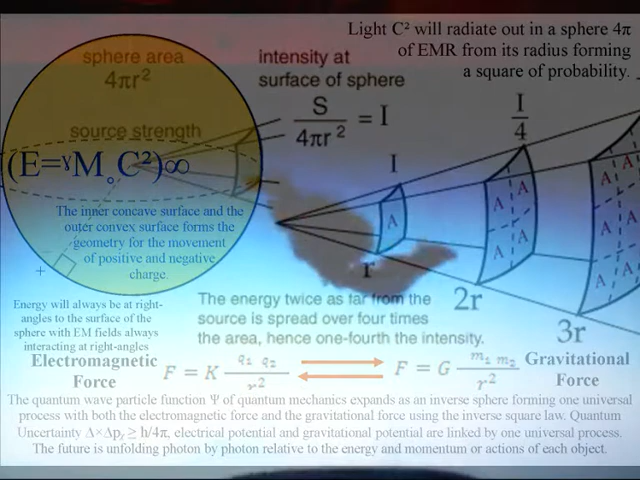 Light C² will radiate out in a sphere 4π
of EMR from its radius forming
a square of probability.
sphere area
4πr²
intensity at
surface of sphere
S
4πr² = I
source strength
(E=ᵞM₀C²)∞
The inner concave surface and the
outer convex surface forms the
geometry for the movement
of positive and negative
charge.
+
I
I
4
A
A A
A A
A A
A
A A
r
2r
3r
Energy will always be at right-
angles to the surface of the
sphere with EM fields always
interacting at right-angles
The energy twice as far from the
source is spread over four times
the area, hence one-fourth the intensity.
Electromagnetic
Force
F = K q₁ q₂
r²
F = G m₁ m₂
r²
Gravitational
Force
The quantum wave particle function Ψ of quantum mechanics expands as an inverse sphere forming one universal
process with both the electromagnetic force and the gravitational force using the inverse square law. Quantum
Uncertainty Δ×Δpᵪ ≥ h/4π, electrical potential and gravitational potential are linked by one universal process.
The future is unfolding photon by photon relative to the energy and momentum or actions of each object.